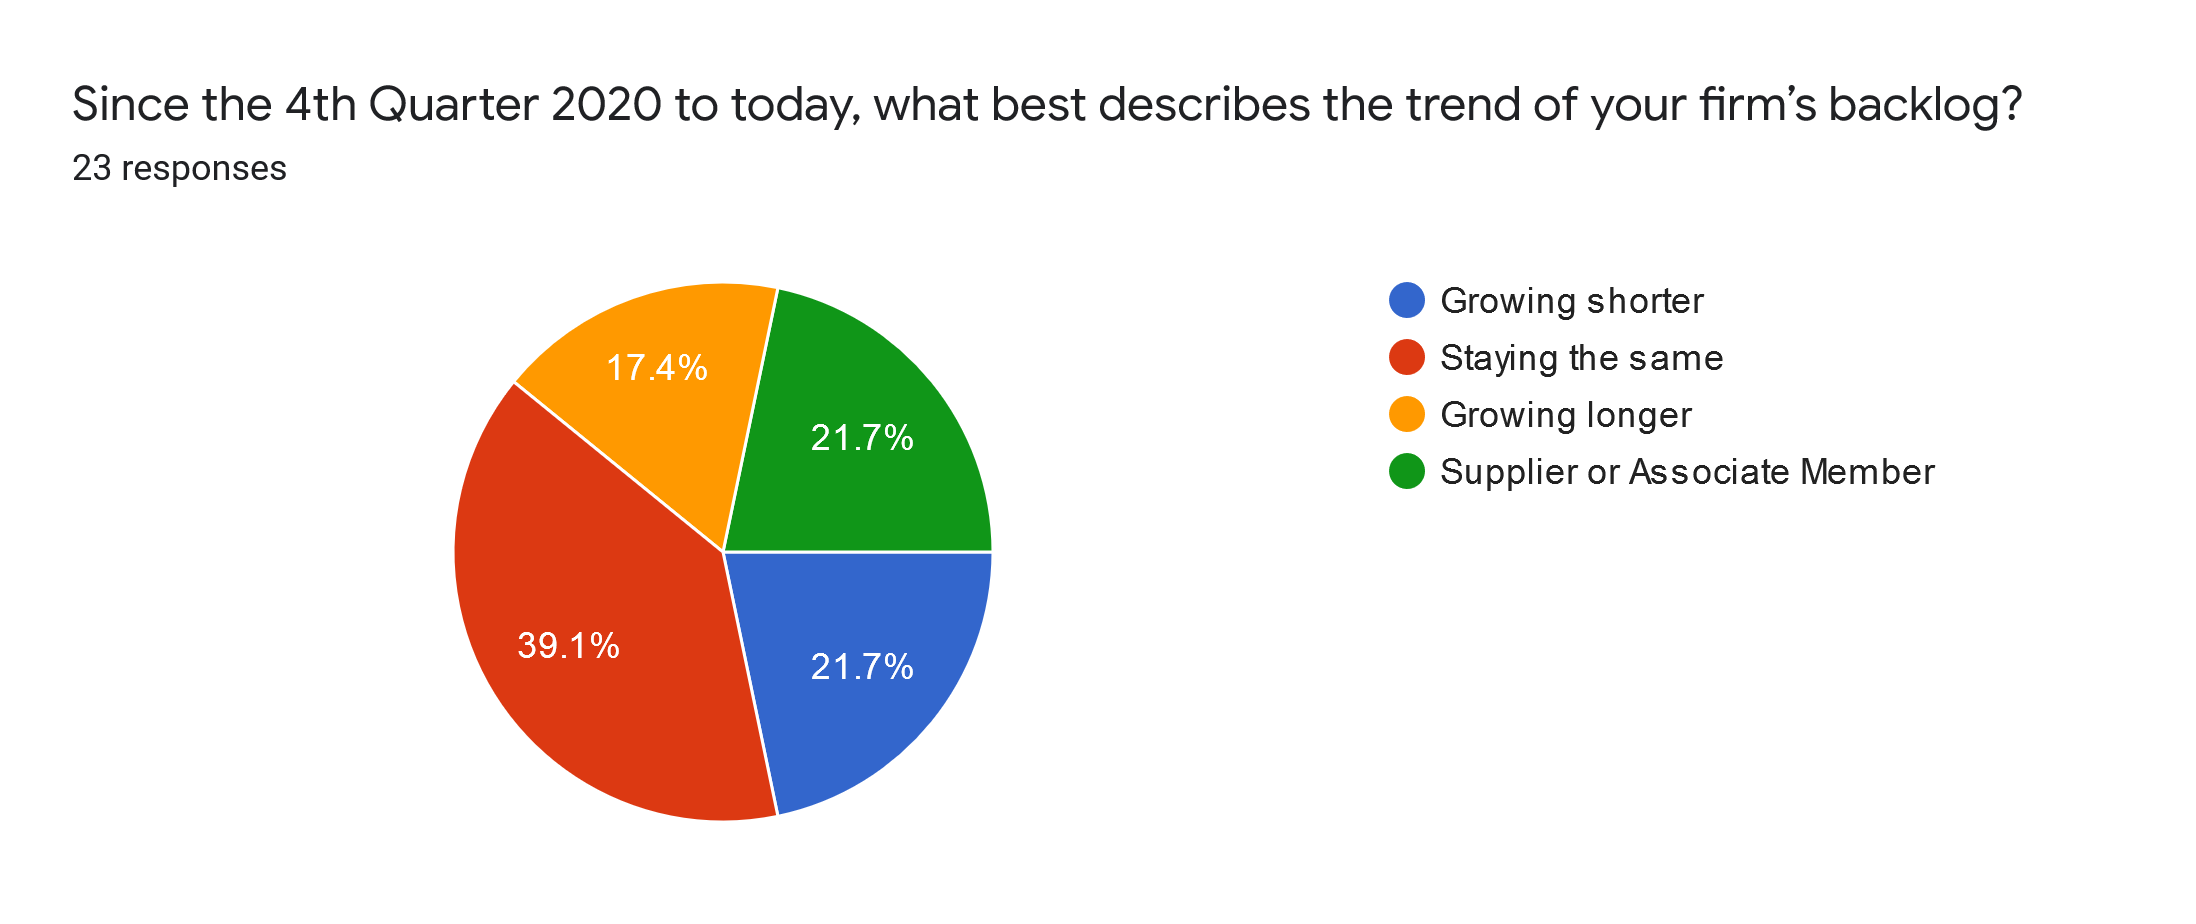 Since the 4th Quarter 2020 to today, what best describes the trend of your firm’s backlog?
23 responses
17.4%
21.7%
39.1%
21.7%
Growing shorter
Staying the same
Growing longer
Supplier or Associate Member